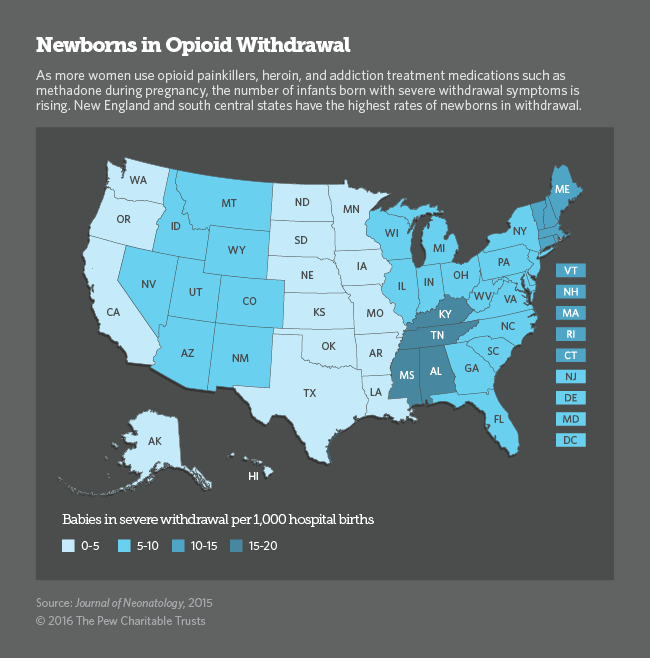 Newborns in Opioid Withdrawal
As more women use opioid painkillers, heroin, and addiction treatment medications such as
methadone during pregnancy, the number of infants born with severe withdrawal symptoms is
rising. New England and south central states have the highest rates of newborns in withdrawal.
WA
MT
ND
MN
ME
OR
ID
SD
WI
MI
NY
WY
IA
PA
VT
NV
UT
CO
NE
IL
IN
OH
NH
CA
KS
MO
WV
VA
MA
KY
RI
AZ
NM
OK
AR
TN
NC
CT
TX
LA
MS
AL
GA
SC
NJ
DE
FL
MD
AK
DC
HI
Babies in severe withdrawal per 1,000 hospital births
0-5 5-10 10-15 15-20
Source: Journal of Neonatology, 2015
© 2016 The Pew Charitable Trusts